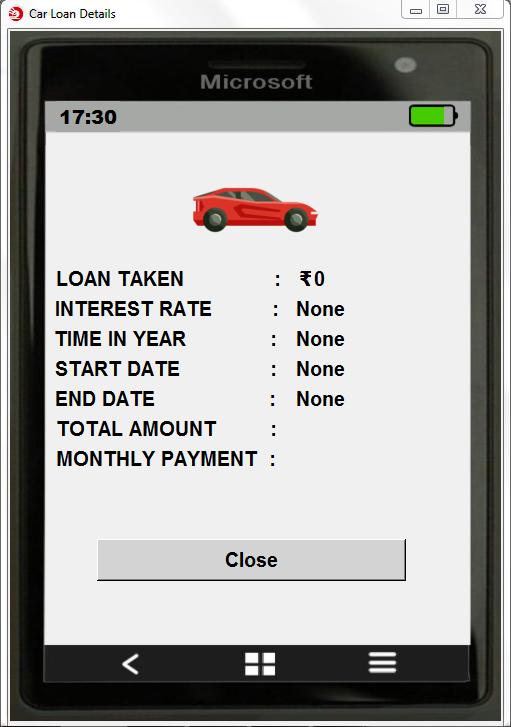 Car Loan Details
Microsoft
17:30
LOAN TAKEN : ₹0
INTEREST RATE : None
TIME IN YEAR : None
START DATE : None
END DATE : None
TOTAL AMOUNT :
MONTHLY PAYMENT :
Close